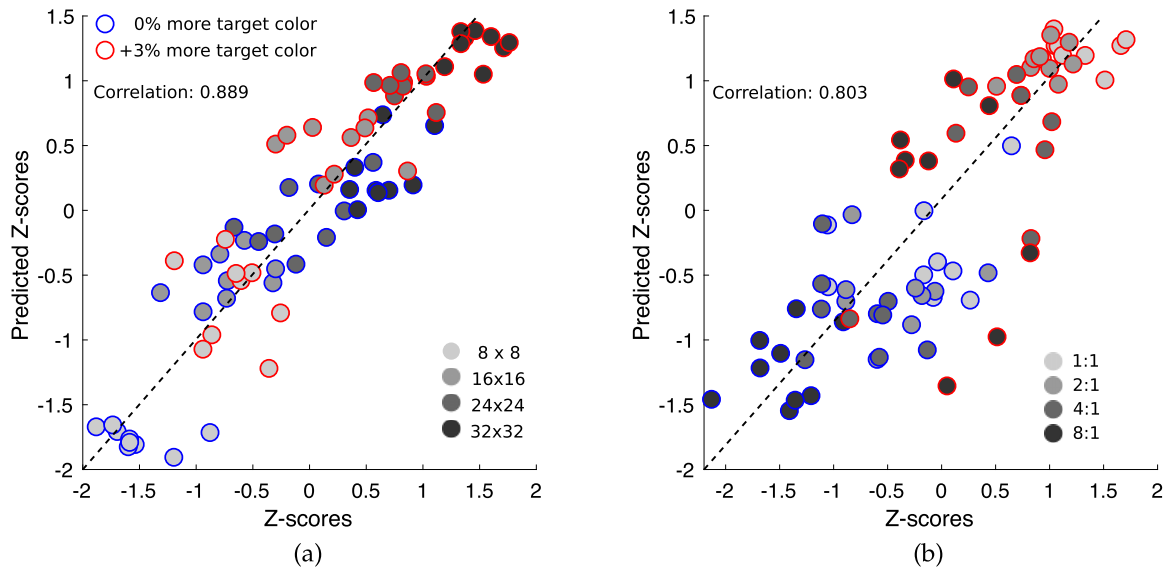 0% more target color
+3% more target color
Correlation: 0.889
8 x 8
16x16
24x24
32x32
1.5
1
0.5
0
-0.5
-1
-1.5
-2
-2 -1.5 -1 -0.5 0 0.5 1 1.5 2
Predicted Z-scores
Z-scores
(a)
Correlation: 0.803
1:1
2:1
4:1
8:1
1.5
1
0.5
0
-0.5
-1
-1.5
-2
-2 -1.5 -1 -0.5 0 0.5 1 1.5 2
Predicted Z-scores
Z-scores
(b)